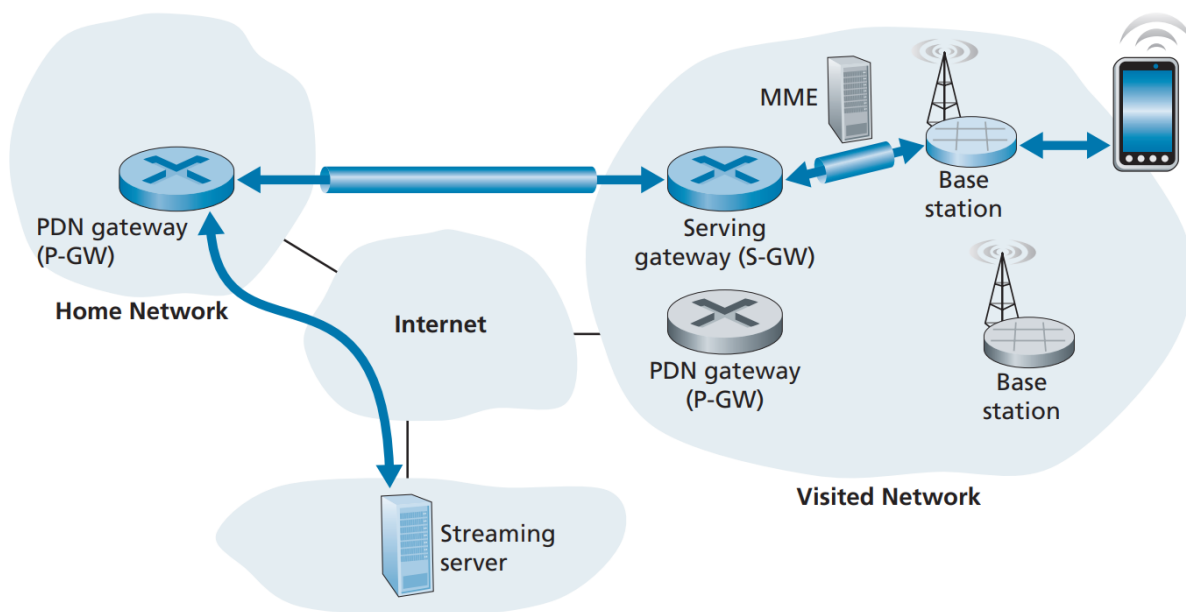 MME
Base
station
PDN gateway
(P-GW)
Serving
gateway (S-GW)
Home Network
Internet
PDN gateway
(P-GW)
Base
station
Visited Network
Streaming
server